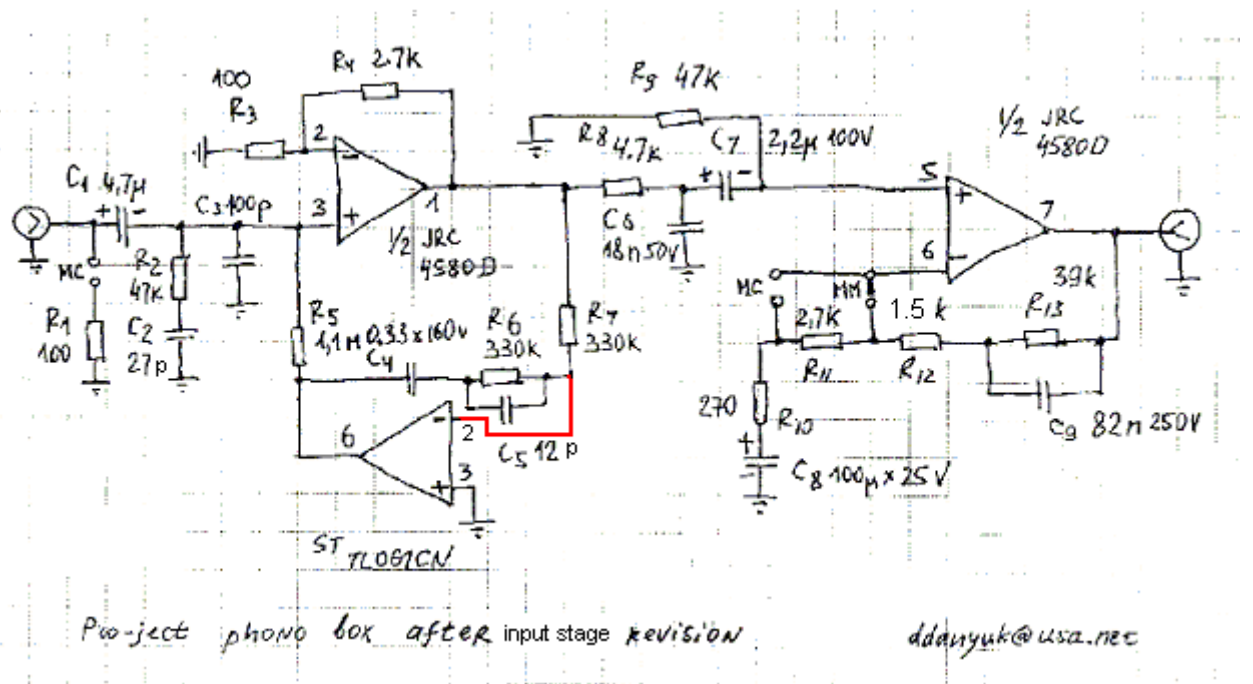 R4 2.7K
100
R3
2
3
1
C1 4,7μ
+ -
C3 100p
MC
R1
100
R2
47K
C2
27p
1/2 JRC
4580D
R5
1,1M
0,33x160v
C4
R6
330K
R7
330K
C5 12 p
6
2
3
ST TL061CN
R9 47K
R8
4.7K
C7
2,2μ 100V
+ -
C6
18n 50V
1/2 JRC
4580D
5
6
7
MC
MM
2,7K
R11
1.5 k
R12
39k
R13
C9 82n 250V
270
R10
+
-
C8 100μ x 25V
Pro-ject phono box after input stage revision
ddanyuk@usa.net